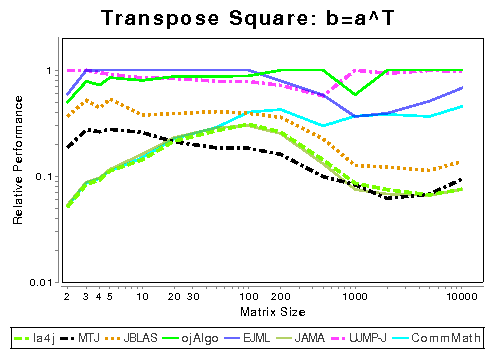 Transpose Square: b=a^T
Relative Performance
1
0.1
0.01
2 3 4 5 10 20 30 100 200 1000 10000
Matrix Size
la4j MTJ JBLAS ojAlgo EJML JAMA UJMP-J CommMath